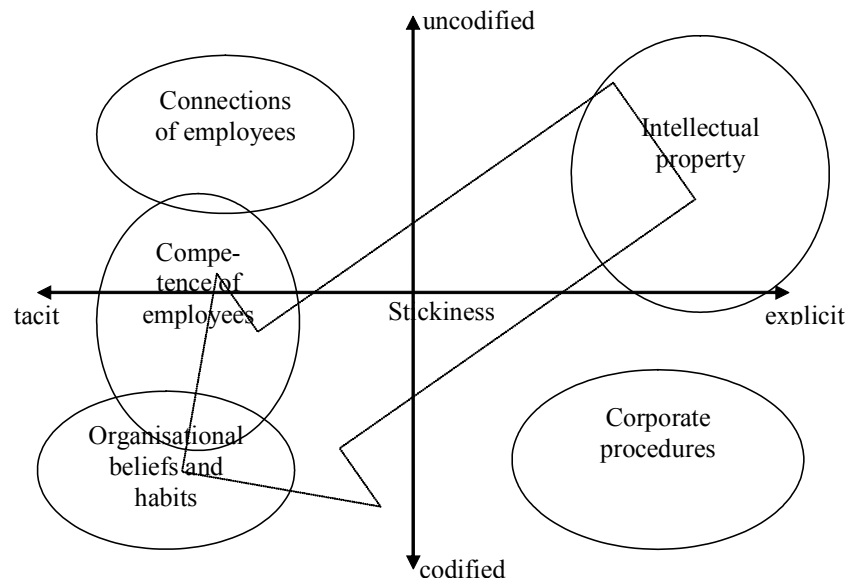 uncodified
Connections
of employees
Intellectual
property
Compe-
tence of
employees
tacit
Stickiness
explicit
Organisational
beliefs and
habits
Corporate
procedures
codified